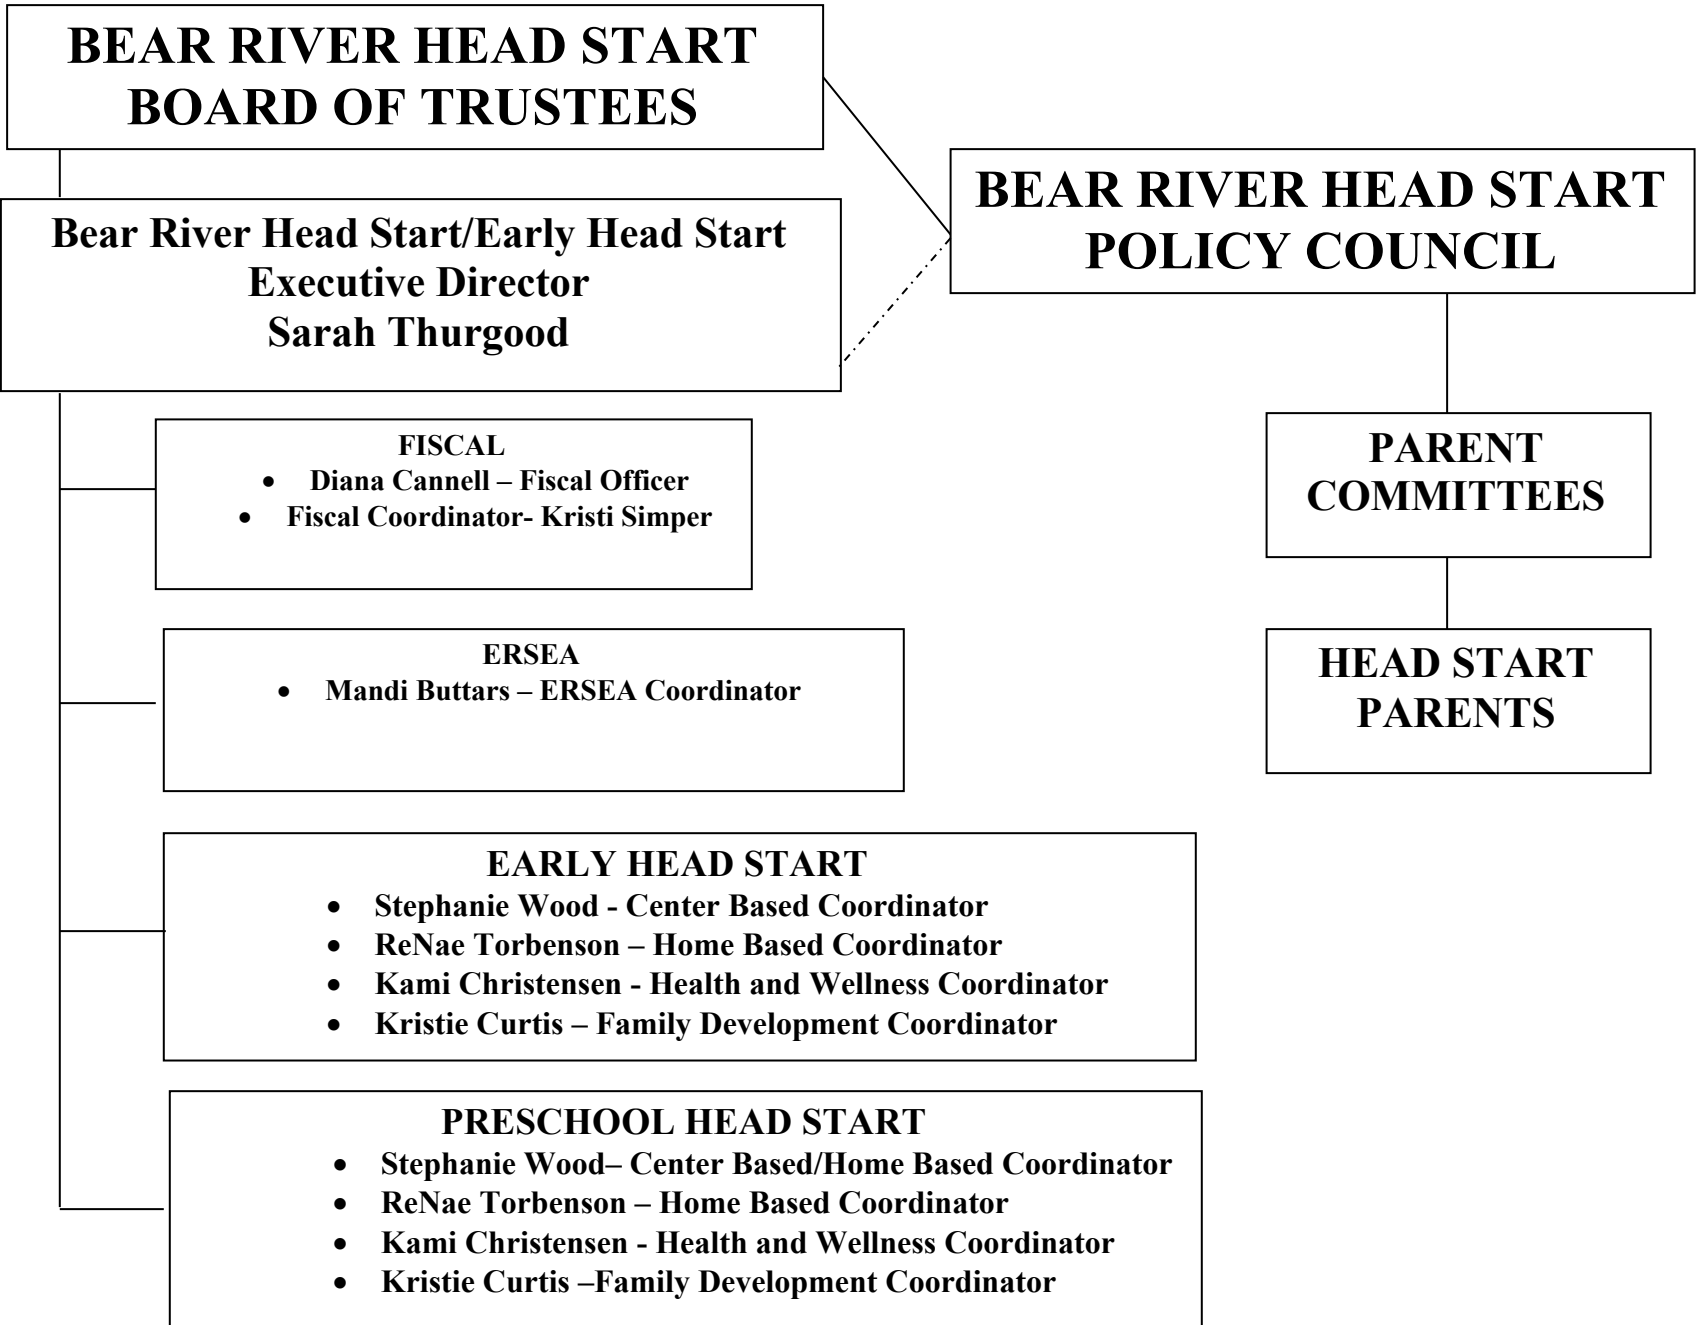 BEAR RIVER HEAD START
BOARD OF TRUSTEES
BEAR RIVER HEAD START
POLICY COUNCIL
Bear River Head Start/Early Head Start
Executive Director
Sarah Thurgood
FISCAL
• Diana Cannell – Fiscal Officer
• Fiscal Coordinator- Kristi Simper
PARENT
COMMITTEES
ERSEA
• Mandi Buttars – ERSEA Coordinator
HEAD START
PARENTS
EARLY HEAD START
• Stephanie Wood - Center Based Coordinator
• ReNae Torbenson – Home Based Coordinator
• Kami Christensen - Health and Wellness Coordinator
• Kristie Curtis – Family Development Coordinator
PRESCHOOL HEAD START
• Stephanie Wood– Center Based/Home Based Coordinator
• ReNae Torbenson – Home Based Coordinator
• Kami Christensen - Health and Wellness Coordinator
• Kristie Curtis –Family Development Coordinator